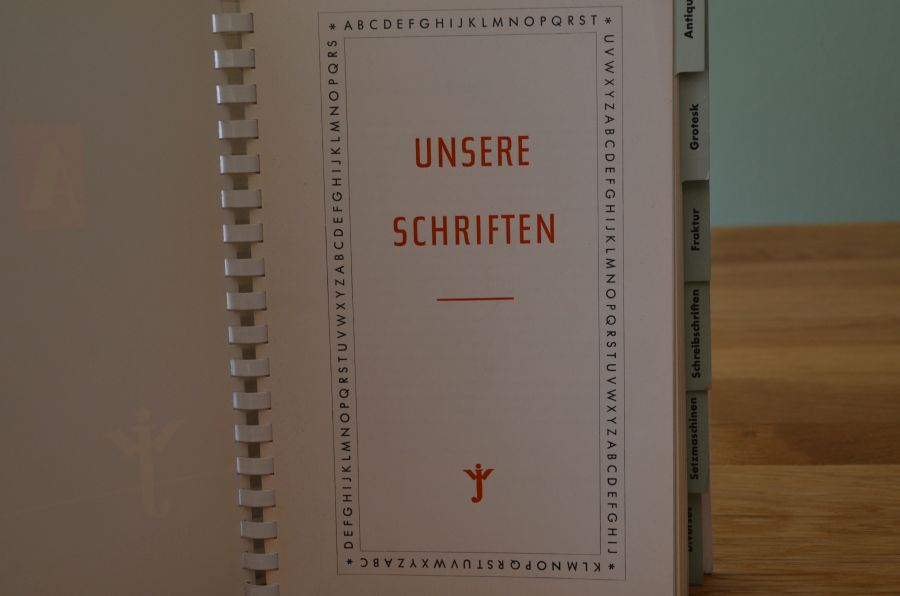 * ABCDEFGHIJKLMNOPQRST *
UVWXYZABCDEFGHIJKLMNOPQRSTUVWXYZABCDEFGHIJ
* KLMNOPQRSTUVWXYZABC *
DEFGHIJKLMNOPQRSTUVWXYZABCDEFGHIJKLMNOPQRS
UNSERE
SCHRIFTEN
Antiqu
Grotesk
Fraktur
Schreibschriften
Setzmaschinen